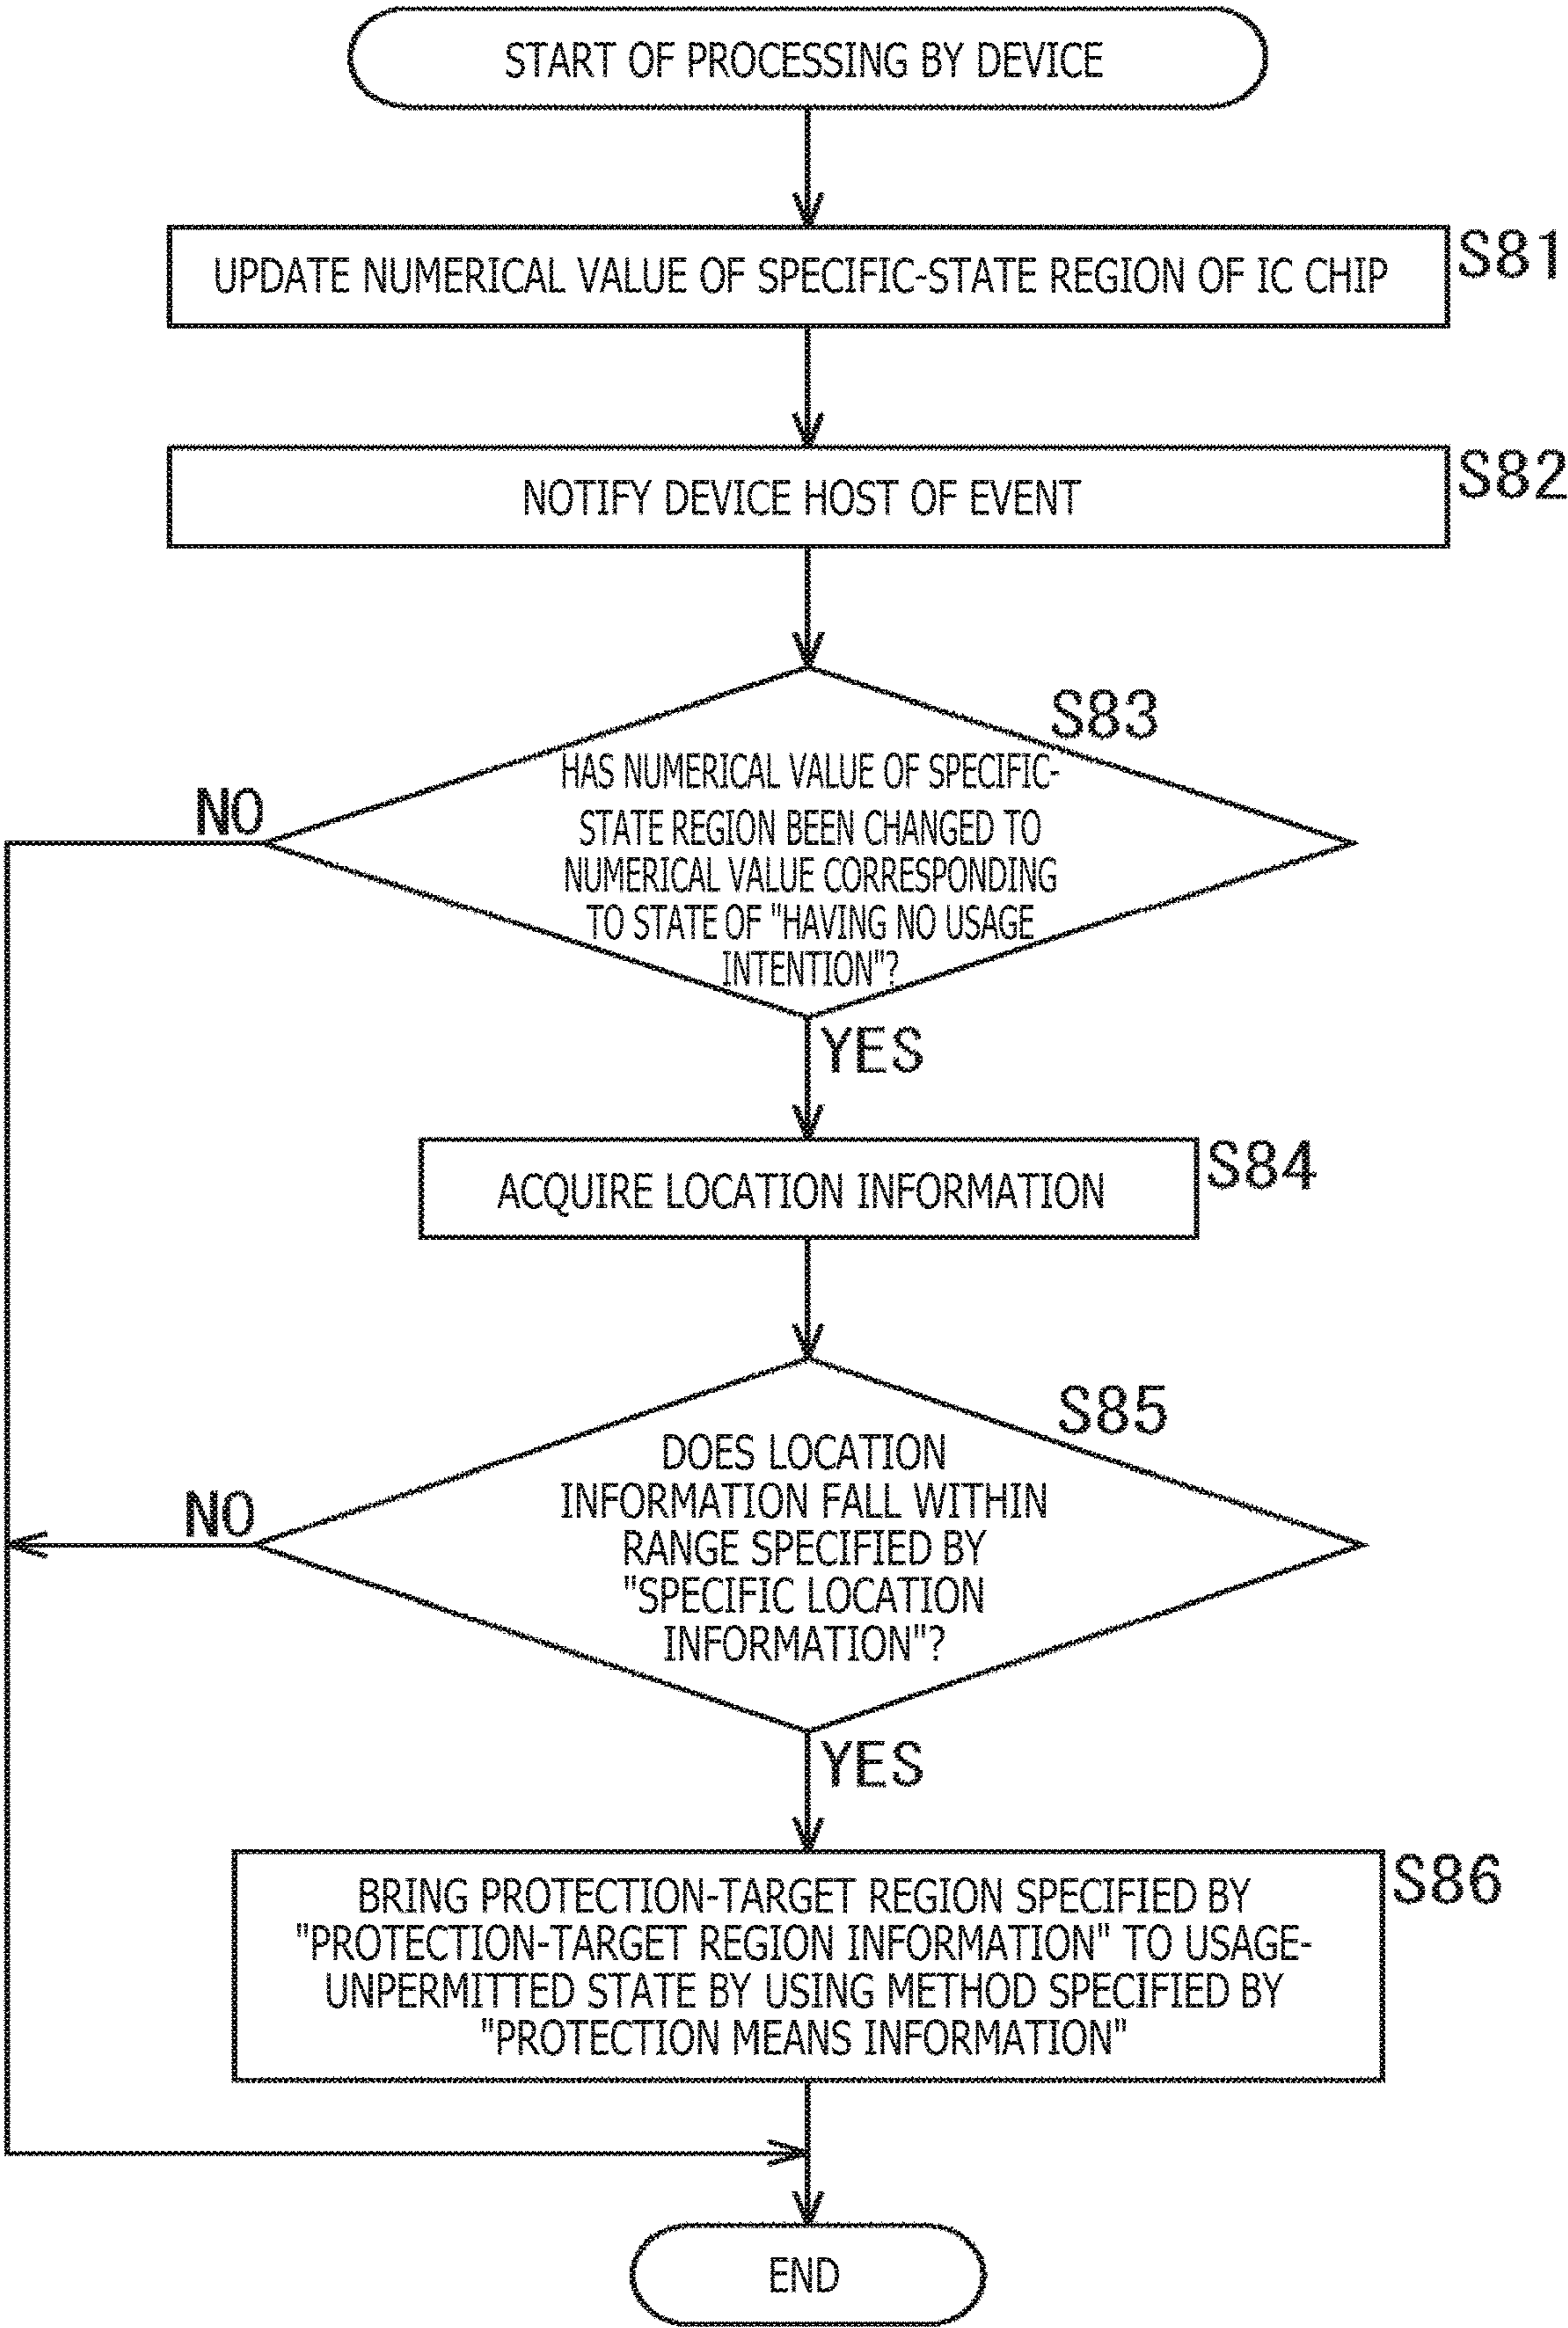 START OF PROCESSING BY DEVICE
S81
UPDATE NUMERICAL VALUE OF SPECIFIC-STATE REGION OF IC CHIP
S82
NOTIFY DEVICE HOST OF EVENT
S83
HAS NUMERICAL VALUE OF SPECIFIC-
STATE REGION BEEN CHANGED TO
NUMERICAL VALUE CORRESPONDING
TO STATE OF "HAVING NO USAGE
INTENTION"?
NO
YES
S84
ACQUIRE LOCATION INFORMATION
S85
DOES LOCATION
INFORMATION FALL WITHIN
RANGE SPECIFIED BY
"SPECIFIC LOCATION
INFORMATION"?
NO
YES
S86
BRING PROTECTION-TARGET REGION SPECIFIED BY
"PROTECTION-TARGET REGION INFORMATION" TO USAGE-
UNPERMITTED STATE BY USING METHOD SPECIFIED BY
"PROTECTION MEANS INFORMATION"
END